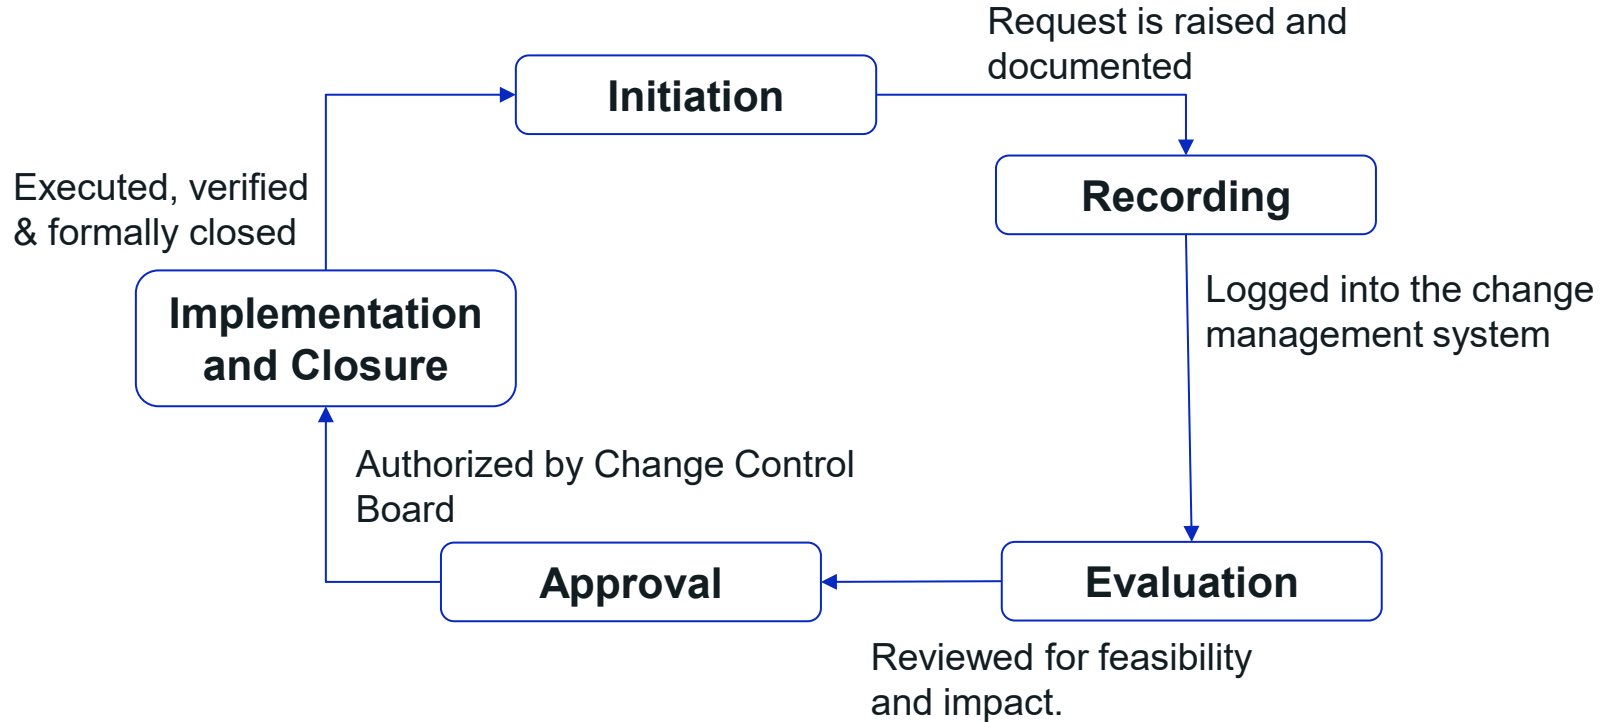 Request is raised and
documented
Initiation
Recording
Executed, verified
& formally closed
Logged into the change
management system
Implementation
and Closure
Authorized by Change Control
Board
Approval
Evaluation
Reviewed for feasibility
and impact.